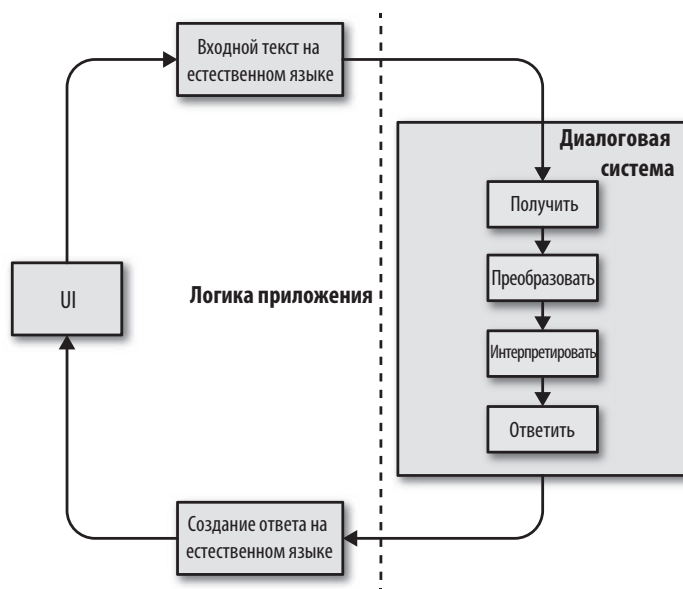 Входной текст на
естественном языке
Диалоговая
система
Получить
Преобразовать
UI
Логика приложения
Интерпретировать
Ответить
Создание ответа на
естественном языке